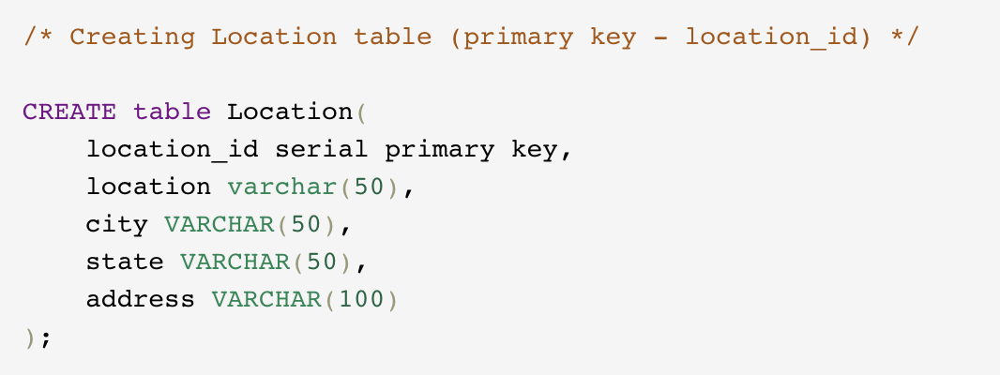 /* Creating Location table (primary key - location_id) */
CREATE table Location(
    location_id serial primary key,
    location varchar(50),
    city VARCHAR(50),
    state VARCHAR(50),
    address VARCHAR(100)
);